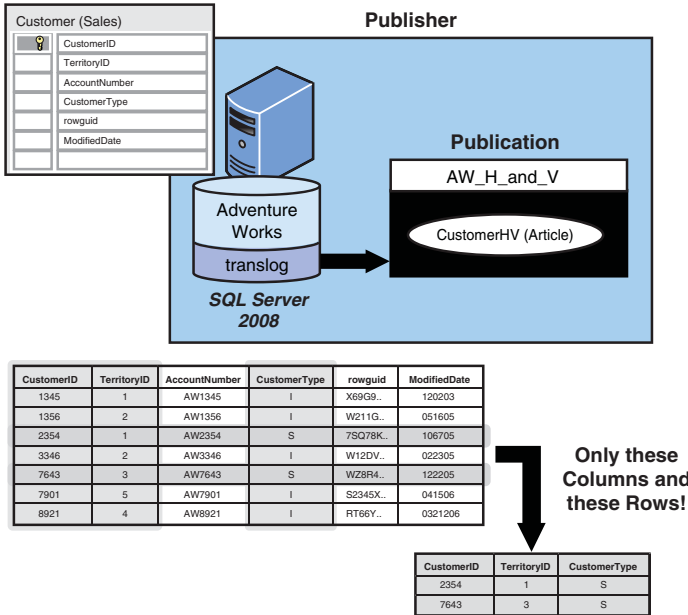 Customer (Sales)
CustomerID
TerritoryID
AccountNumber
CustomerType
rowguid
ModifiedDate
Publisher
Adventure
Works
translog
SQL Server
2008
Publication
AW_H_and_V
CustomerHV (Article)
CustomerID TerritoryID AccountNumber CustomerType rowguid ModifiedDate
1345 1 AW1345 I X69G9.. 120203
1356 2 AW1356 I W211G.. 051605
2354 1 AW2354 S 7SQ78K.. 106705
3346 2 AW3346 I W12DV.. 022305
7643 3 AW7643 S WZ8R4.. 122205
7901 5 AW7901 I S2345X.. 041506
8921 4 AW8921 I RT66Y.. 0321206
Only these
Columns and
these Rows!
CustomerID TerritoryID CustomerType
2354 1 S
7643 3 S